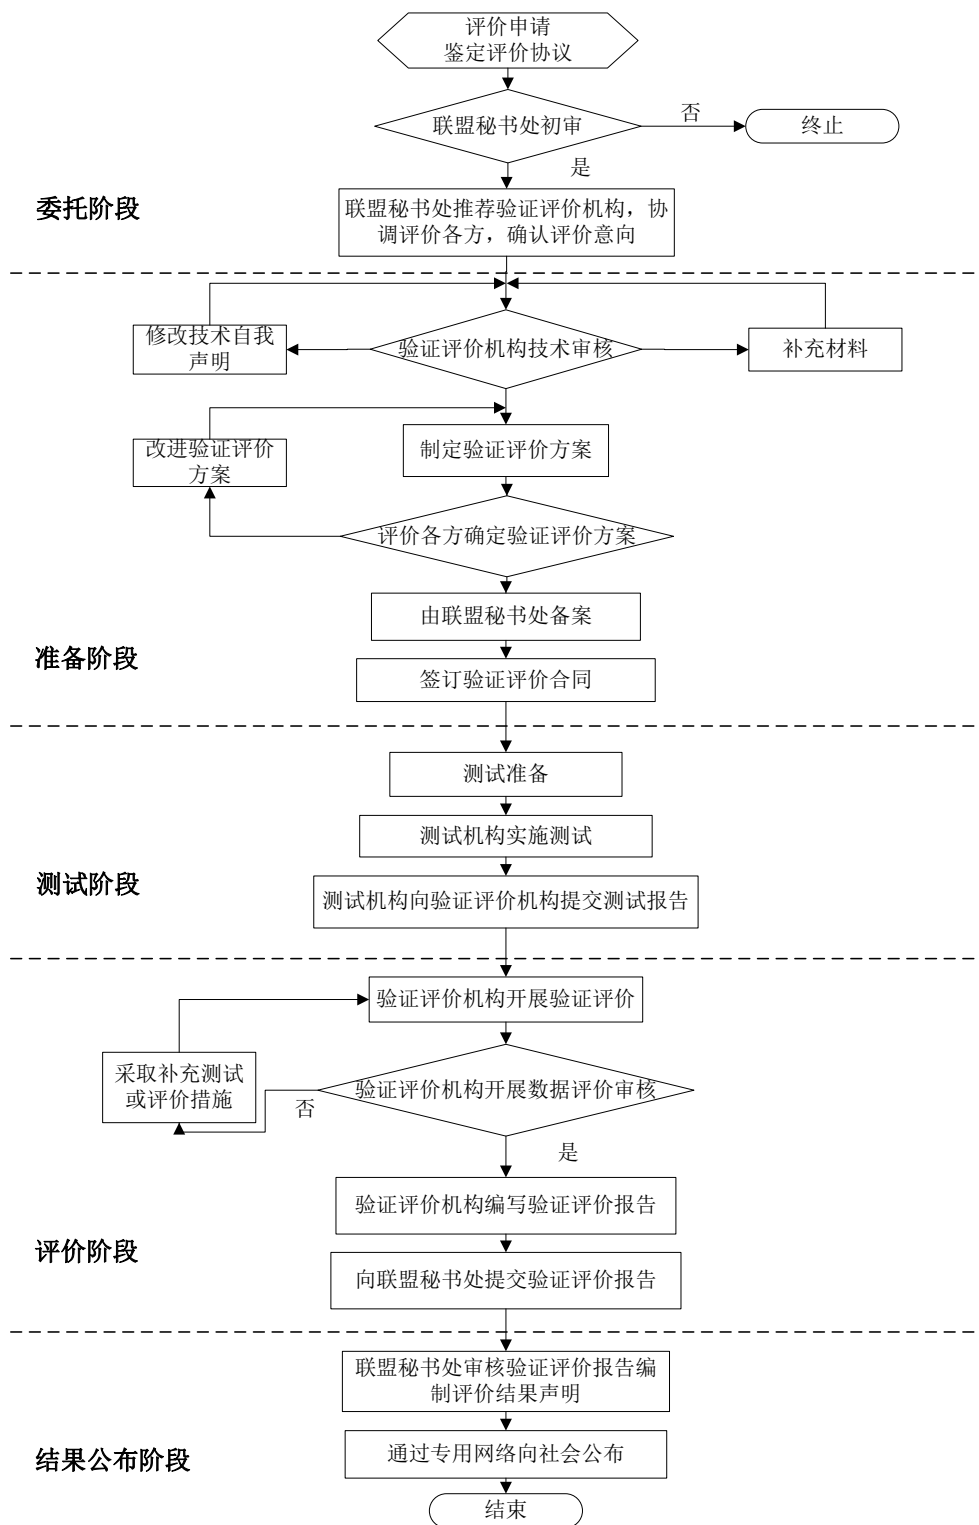 评价申请
鉴定评价协议
联盟秘书处初审
否
终止
是
委托阶段
联盟秘书处推荐验证评价机构，协
调评价各方，确认评价意向
修改技术自我
声明
验证评价机构技术审核
补充材料
改进验证评价
方案
制定验证评价方案
评价各方确定验证评价方案
由联盟秘书处备案
准备阶段
签订验证评价合同
测试准备
测试机构实施测试
测试阶段
测试机构向验证评价机构提交测试报告
验证评价机构开展验证评价
采取补充测试
或评价措施
否
验证评价机构开展数据评价审核
是
验证评价机构编写验证评价报告
评价阶段
向联盟秘书处提交验证评价报告
联盟秘书处审核验证评价报告编
制评价结果声明
结果公布阶段
通过专用网络向社会公布
结束